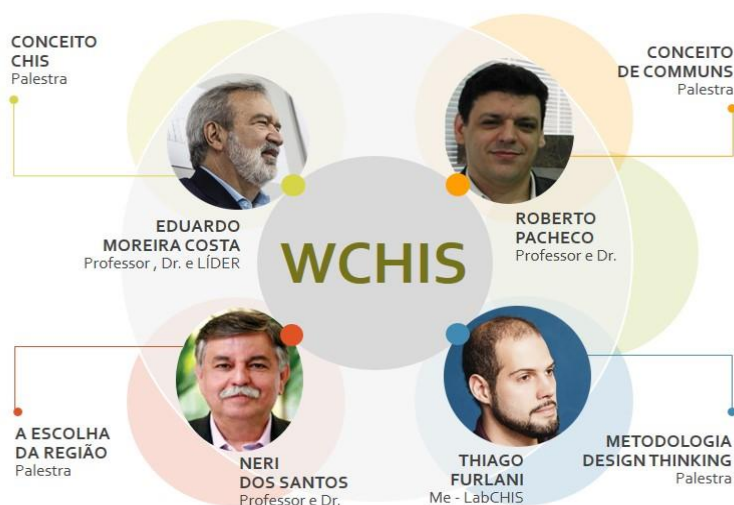 CONCEITO
CHIS
Palestra
CONCEITO
DE COMMUNS
Palestra
EDUARDO
MOREIRA COSTA
Professor , Dr. e LÍDER
ROBERTO
PACHECO
Professor e Dr.
WCHIS
A ESCOLHA
DA REGIÃO
Palestra
NERI
DOS SANTOS
Professor e Dr.
THIAGO
FURLANI
Me - LabCHIS
METODOLOGIA
DESIGN THINKING
Palestra